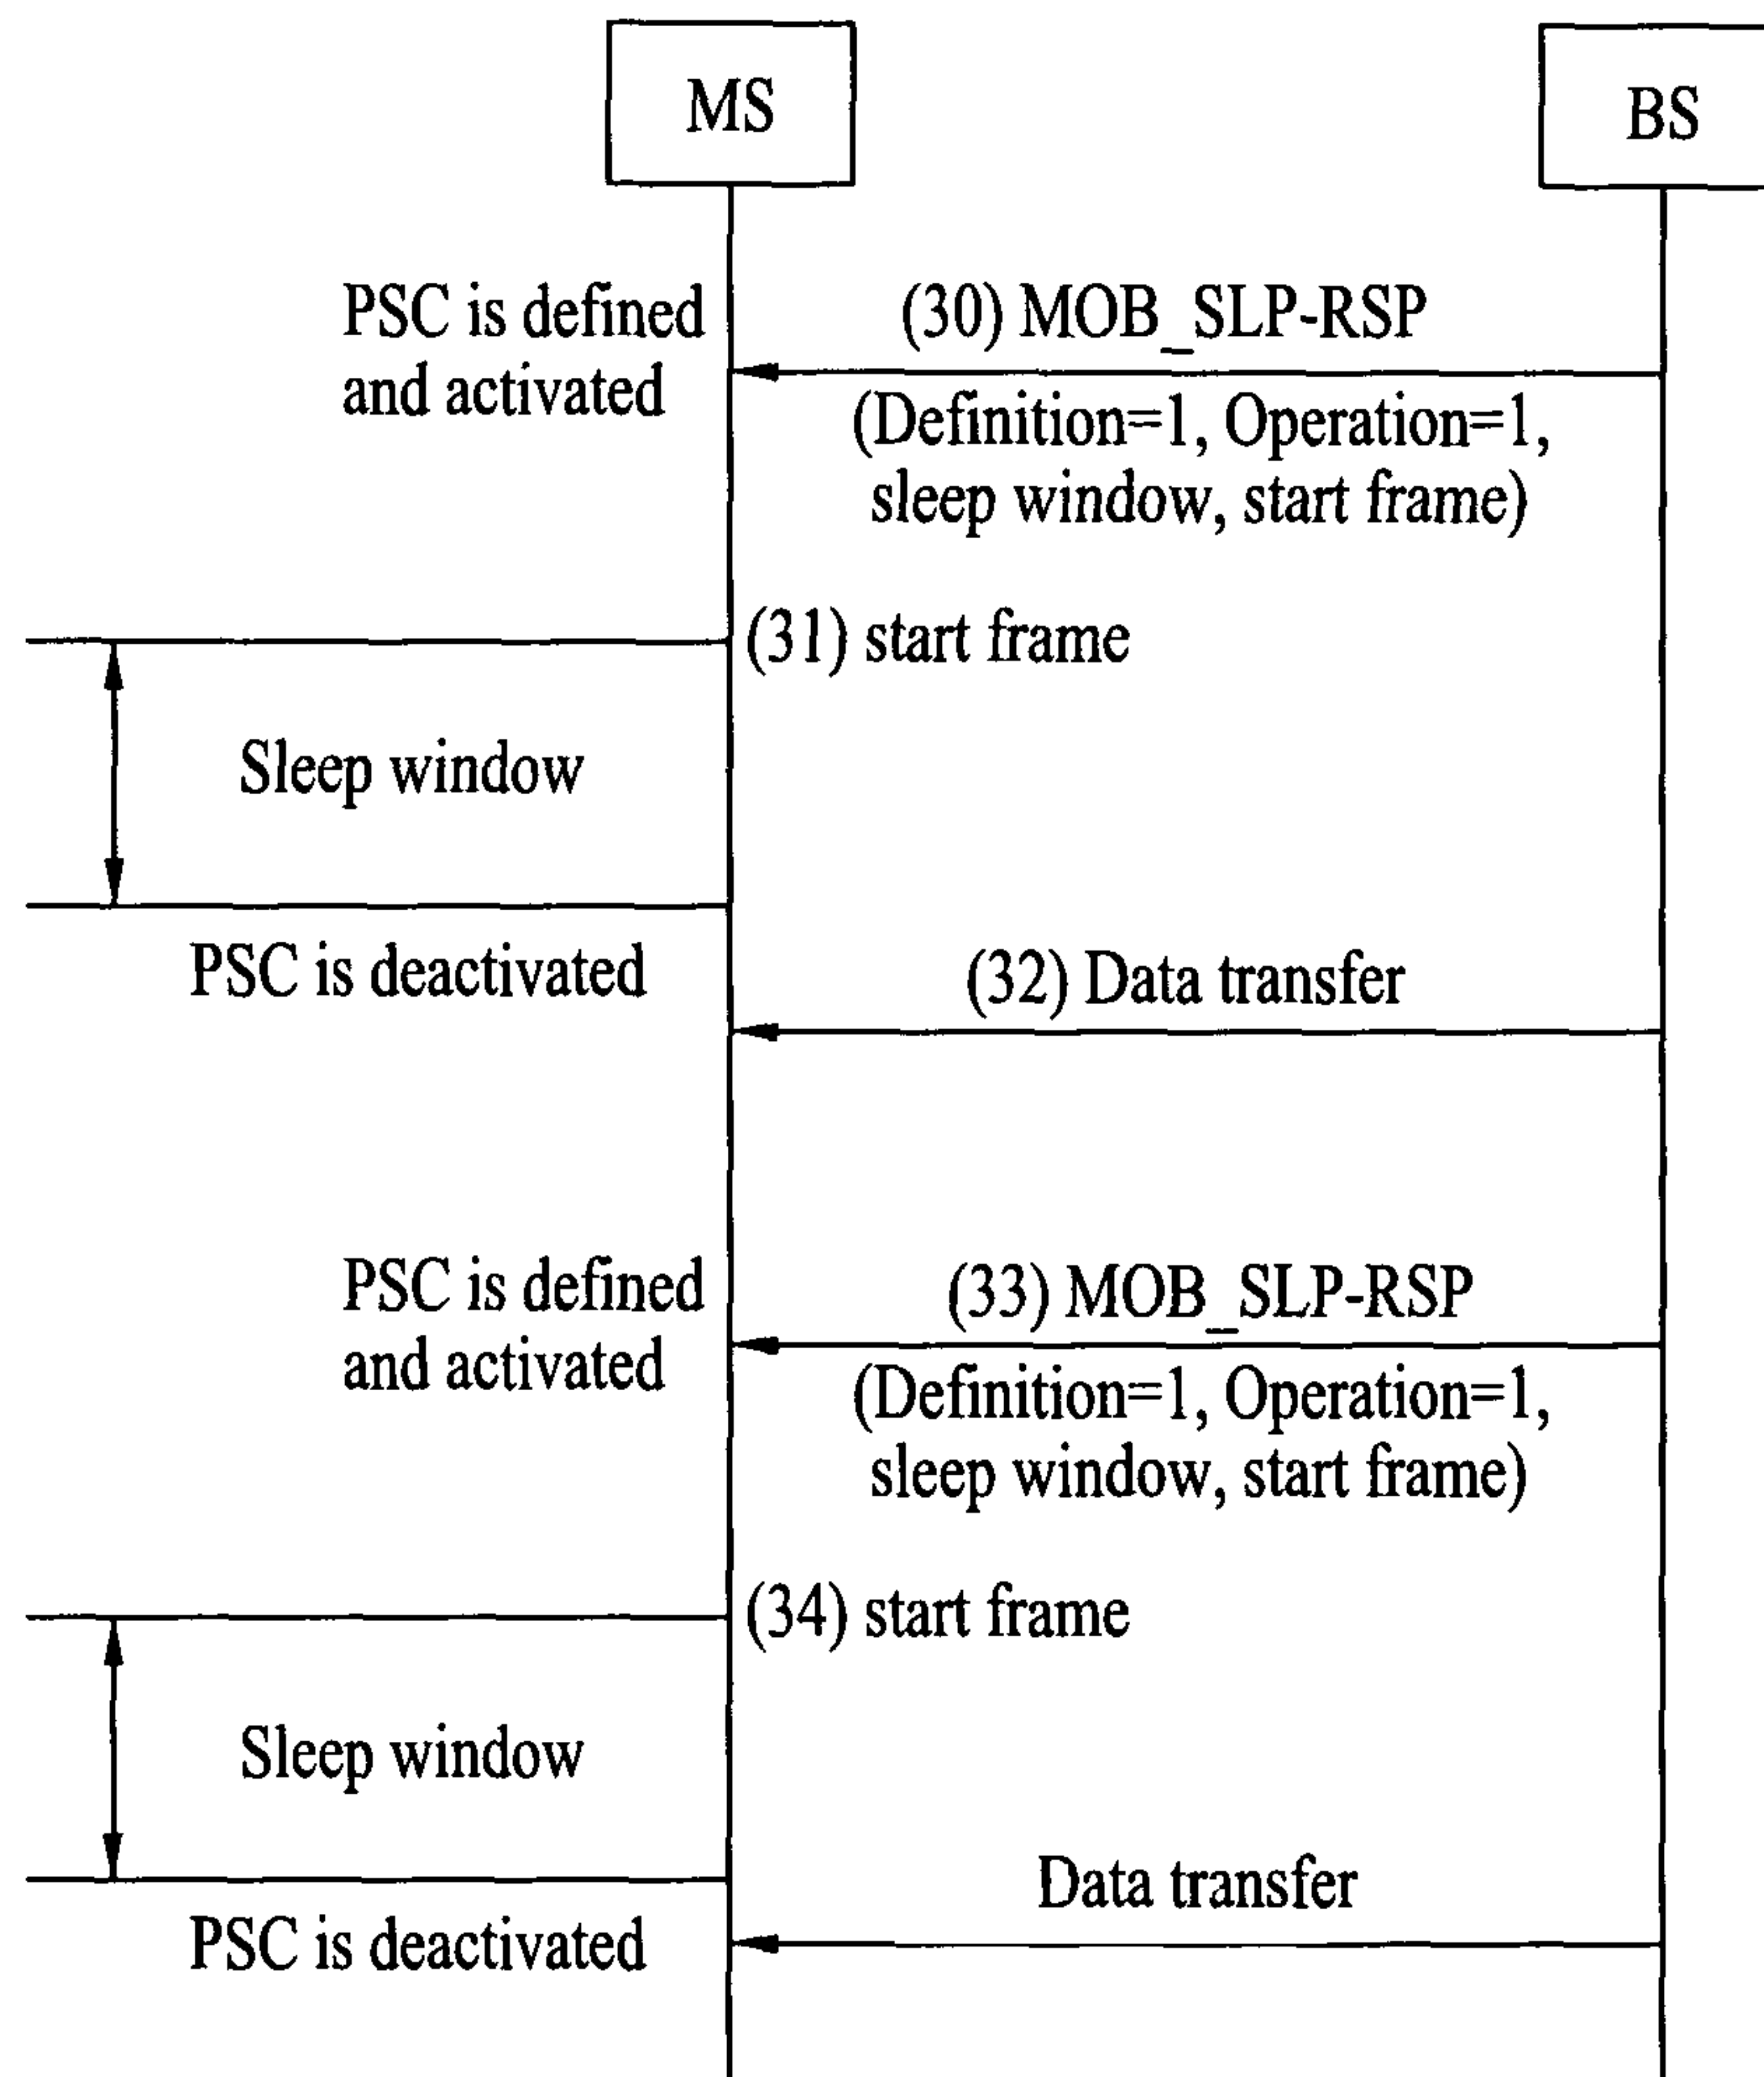 MS
BS
PSC is defined
and activated
(30) MOB_SLP-RSP
(Definition=1, Operation=1,
sleep window, start frame)
(31) start frame
Sleep window
PSC is deactivated
(32) Data transfer
PSC is defined
and activated
(33) MOB_SLP-RSP
(Definition=1, Operation=1,
sleep window, start frame)
(34) start frame
Sleep window
Data transfer
PSC is deactivated